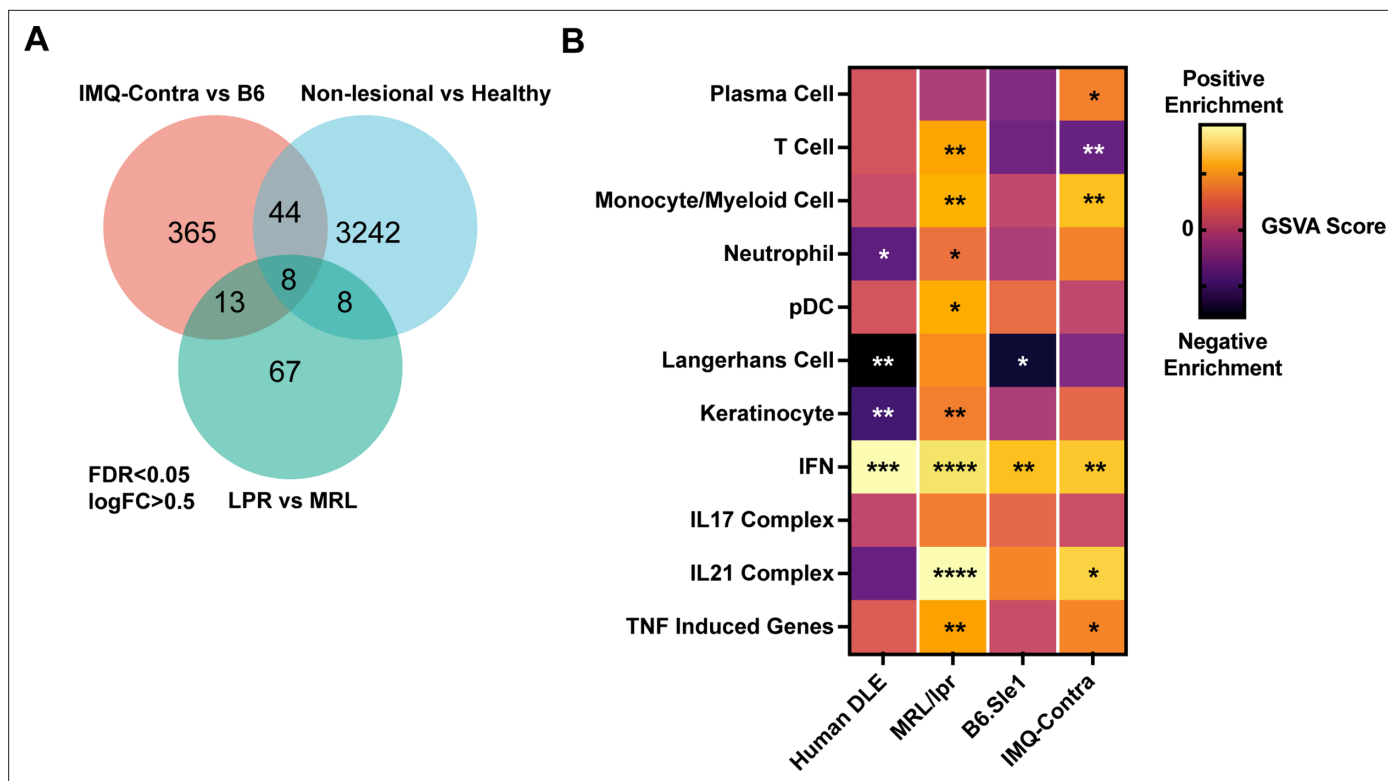 A
IMQ-Contra vs B6
Non-lesional vs Healthy
44
365
3242
8
13
8
67
FDR<0.05
logFC>0.5
LPR vs MRL
B
Plasma Cell
*
T Cell
**
**
Monocyte/Myeloid Cell
**
**
Neutrophil
*
*
pDC
*
Langerhans Cell
**
*
Keratinocyte
**
**
IFN
***
****
**
**
IL17 Complex
IL21 Complex
****
*
TNF Induced Genes
**
*
Human DLE
MRL/lpr
B6.Sle1
IMQ-Contra
Positive
Enrichment
0
GSVA Score
Negative
Enrichment